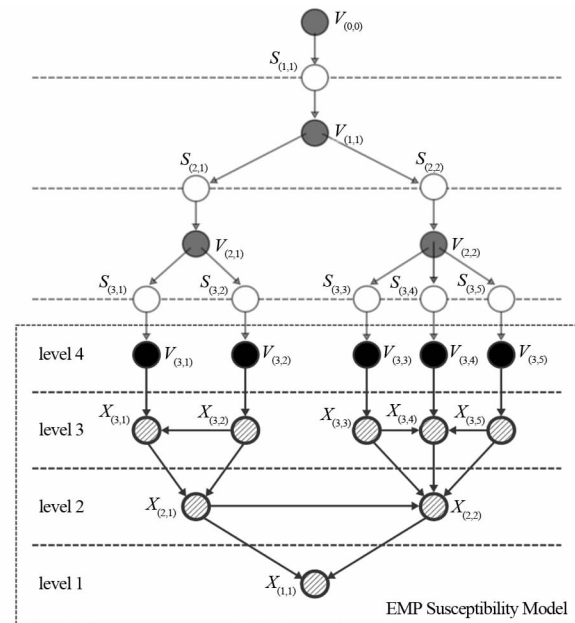 V(0,0)
S(1,1)
V(1,1)
S(2,1) S(2,2)
V(2,1) V(2,2)
S(3,1) S(3,2) S(3,3) S(3,4) S(3,5)
level 4 V(3,1) V(3,2) V(3,3) V(3,4) V(3,5)
X(3,1) X(3,2) X(3,3) X(3,4) X(3,5)
level 3
level 2 X(2,1) X(2,2)
level 1 X(1,1)
EMP Susceptibility Model